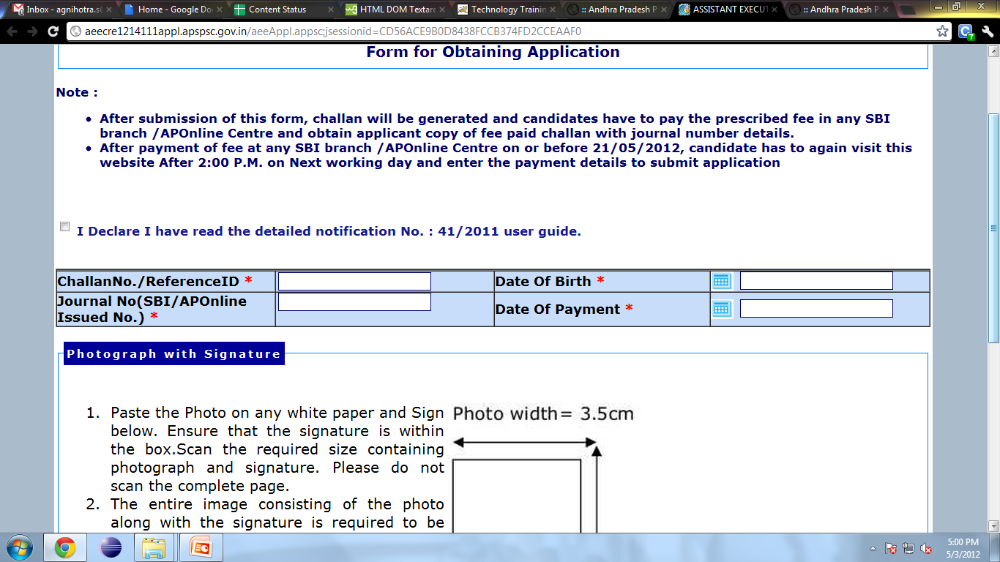 Inbox - agnihotra.s
Home - Google Do
Content Status
HTML DOM Textare
Technology Trainin
:: Andhra Pradesh P
ASSISTANT EXECUT
:: Andhra Pradesh P
aeecre1214111appl.apspsc.gov.in/aeeAppl.appsc;jsessionid=CD56ACE9B0D8438FCCB374FD2CCEAAF0
7
Form for Obtaining Application
Note :
• After submission of this form, challan will be generated and candidates have to pay the prescribed fee in any SBI
branch /APOnline Centre and obtain applicant copy of fee paid challan with journal number details.
• After payment of fee at any SBI branch /APOnline Centre on or before 21/05/2012, candidate has to again visit this
website After 2:00 P.M. on Next working day and enter the payment details to submit application
I Declare I have read the detailed notification No. : 41/2011 user guide.
ChallanNo./ReferenceID *
Date Of Birth *
Journal No(SBI/APOnline
Issued No.) *
Date Of Payment *
Photograph with Signature
1. Paste the Photo on any white paper and Sign
below. Ensure that the signature is within
the box.Scan the required size containing
photograph and signature. Please do not
scan the complete page.
2. The entire image consisting of the photo
along with the signature is required to be
Photo width= 3.5cm
5:00 PM
5/3/2012